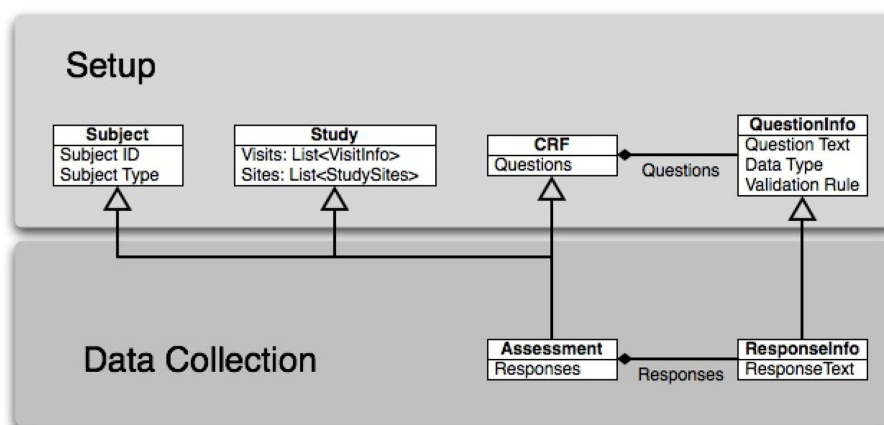 Setup
Subject
Subject ID
Subject Type
Study
Visits: List<VisitInfo>
Sites: List<StudySites>
CRF
Questions
Questions
QuestionInfo
Question Text
Data Type
Validation Rule
Data Collection
Assessment
Responses
Responses
ResponseInfo
ResponseText